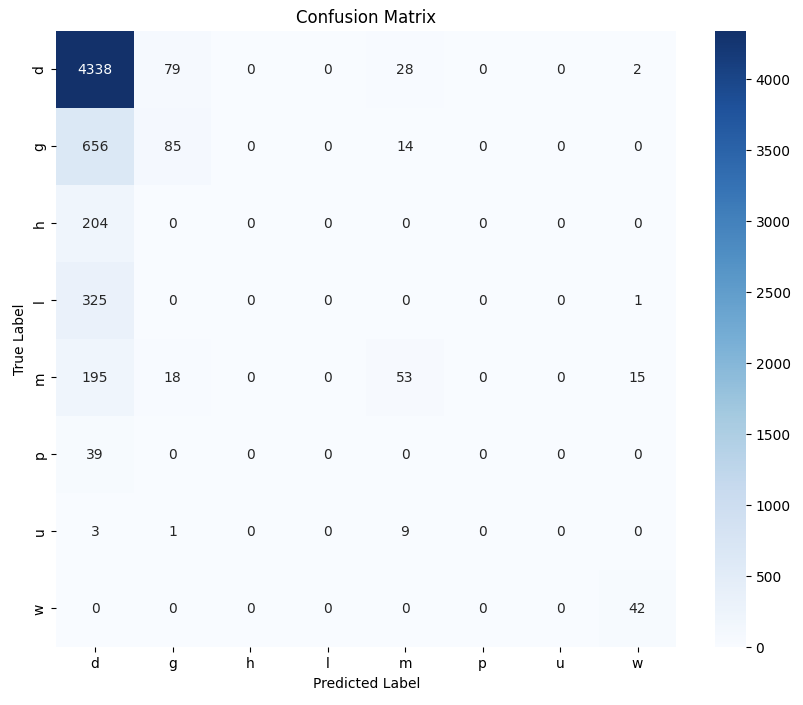 Confusion Matrix
True Label
d 4338 79 0 0 28 0 0 2
g 656 85 0 0 14 0 0 0
h 204 0 0 0 0 0 0 0
l 325 0 0 0 0 0 0 1
m 195 18 0 0 53 0 0 15
p 39 0 0 0 0 0 0 0
u 3 1 0 0 9 0 0 0
w 0 0 0 0 0 0 0 42
d g h l m p u w
Predicted Label
4000
3500
3000
2500
2000
1500
1000
500
0